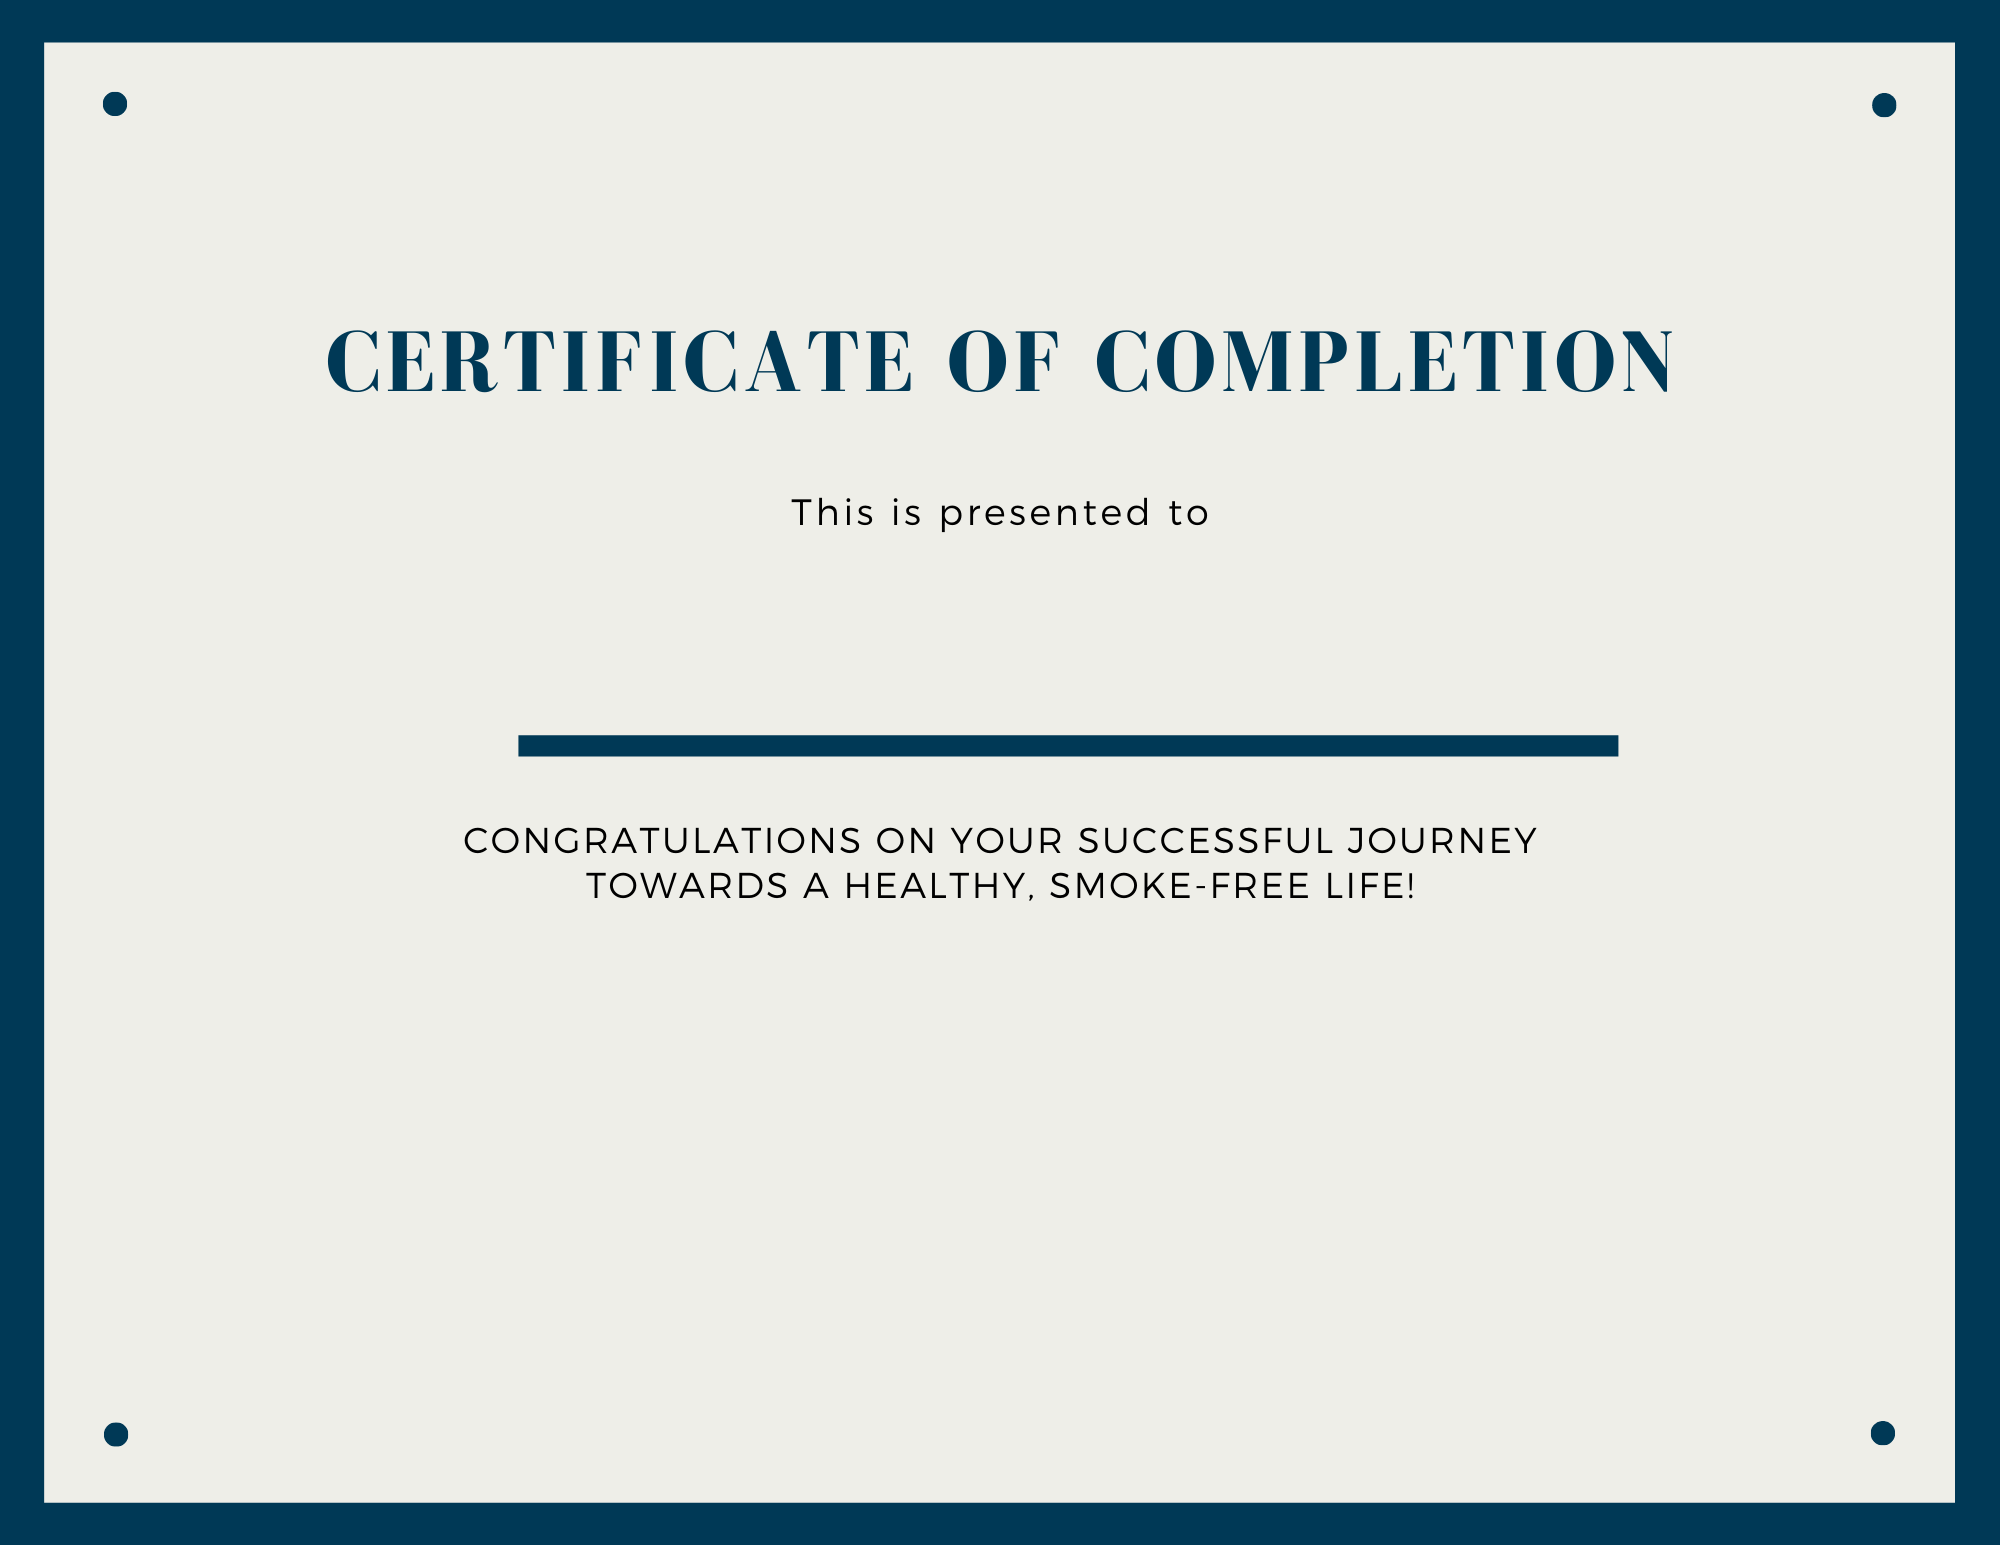 CERTIFICATE OF COMPLETION
This is presented to
CONGRATULATIONS ON YOUR SUCCESSFUL JOURNEY
TOWARDS A HEALTHY, SMOKE-FREE LIFE!